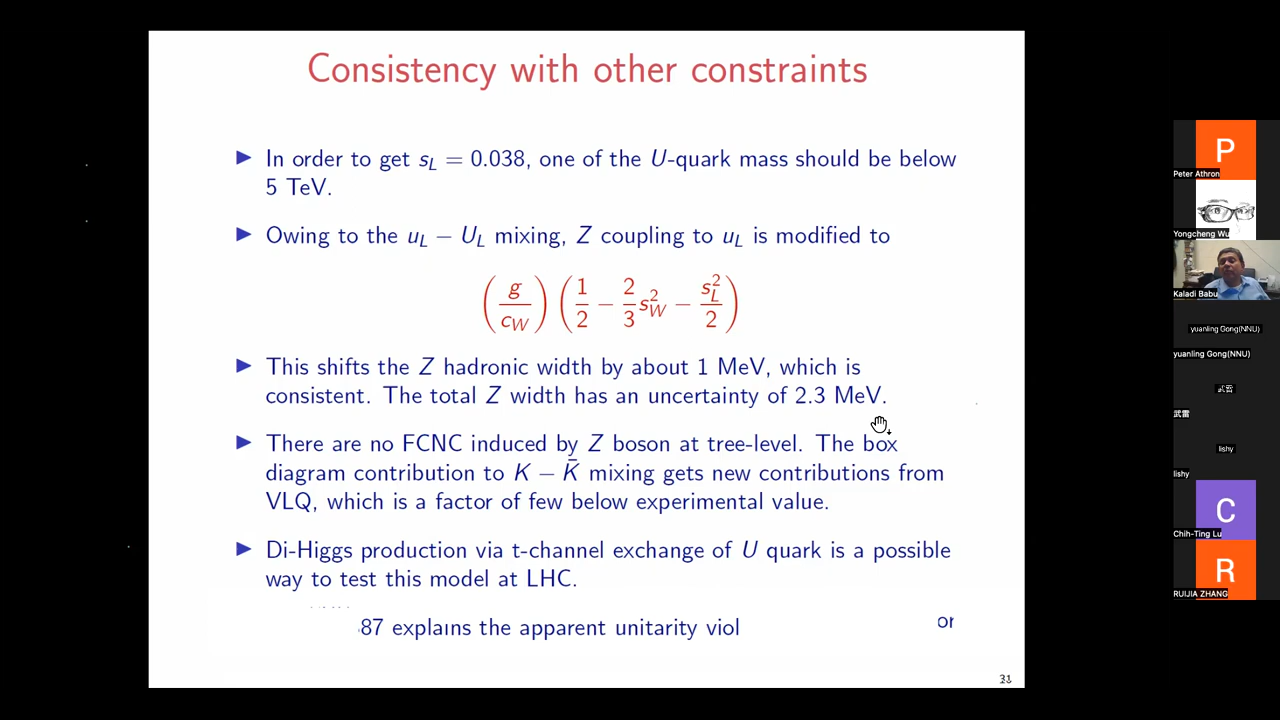 Consistency with other constraints
▶ In order to get s_L = 0.038, one of the U-quark mass should be below
5 TeV.
▶ Owing to the u_L − U_L mixing, Z coupling to u_L is modified to
(g/c_W) (1/2 − 2/3 s_W^2 − s_L^2/2)
▶ This shifts the Z hadronic width by about 1 MeV, which is
consistent. The total Z width has an uncertainty of 2.3 MeV.
▶ There are no FCNC induced by Z boson at tree-level. The box
diagram contribution to K − K̄ mixing gets new contributions from
VLQ, which is a factor of few below experimental value.
▶ Di-Higgs production via t-channel exchange of U quark is a possible
way to test this model at LHC.
87 explains the apparent unitarity viol
or
P
Peter Athron
Yongcheng Wu
Kaladi Babu
yuanling Gong(NNU)
yuanling Gong(NNU)
武雷
武雷
lishy
lishy
C
Chih-Ting Lu
R
RUIJIA ZHANG